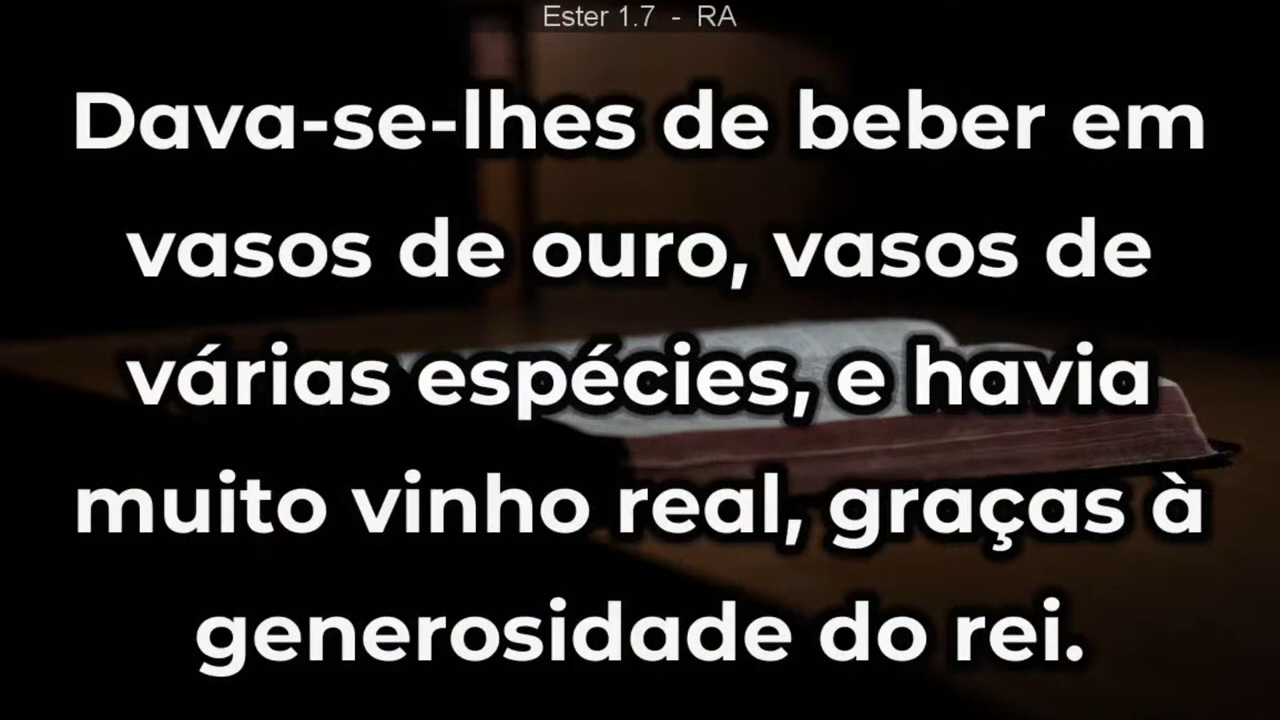 Ester 1.7 - RA
Dava-se-lhes de beber em
vasos de ouro, vasos de
várias espécies, e havia
muito vinho real, graças à
generosidade do rei.